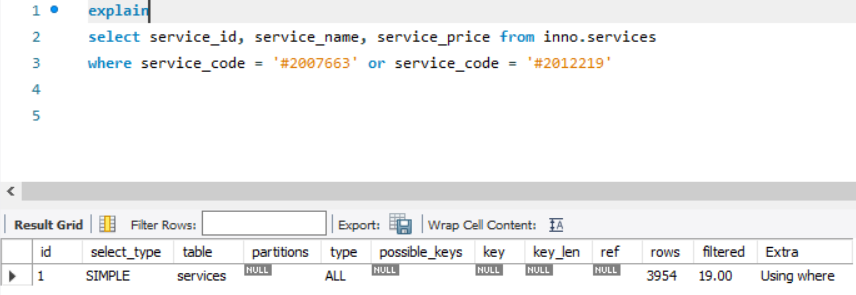 1 explain
2 select service_id, service_name, service_price from inno.services
3 where service_code = '#2007663' or service_code = '#2012219'
4
5
Result Grid Filter Rows: Export: Wrap Cell Content: IA
id select_type table partitions type possible_keys key key_len ref rows filtered Extra
1 SIMPLE services NULL ALL NULL NULL NULL NULL 3954 19.00 Using where